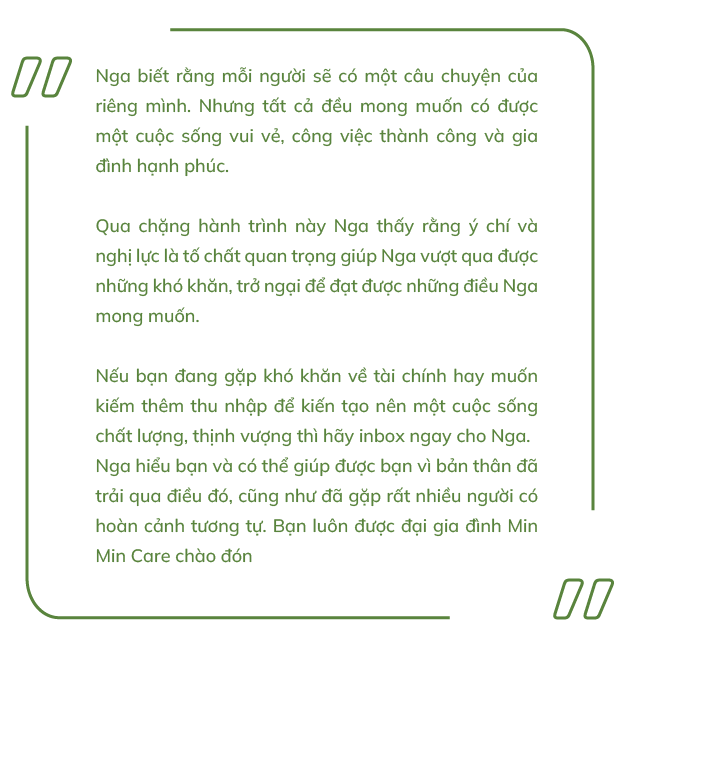 Nga biết rằng mỗi người sẽ có một câu chuyện của
riêng mình. Nhưng tất cả đều mong muốn có được
một cuộc sống vui vẻ, công việc thành công và gia
đình hạnh phúc.
Qua chặng hành trình này Nga thấy rằng ý chí và
nghị lực là tố chất quan trọng giúp Nga vượt qua được
những khó khăn, trở ngại để đạt được những điều Nga
mong muốn.
Nếu bạn đang gặp khó khăn về tài chính hay muốn
kiếm thêm thu nhập để kiến tạo nên một cuộc sống
chất lượng, thịnh vượng thì hãy inbox ngay cho Nga.
Nga hiểu bạn và có thể giúp được bạn vì bản thân đã
trải qua điều đó, cũng như đã gặp rất nhiều người có
hoàn cảnh tương tự. Bạn luôn được đại gia đình Min
Min Care chào đón